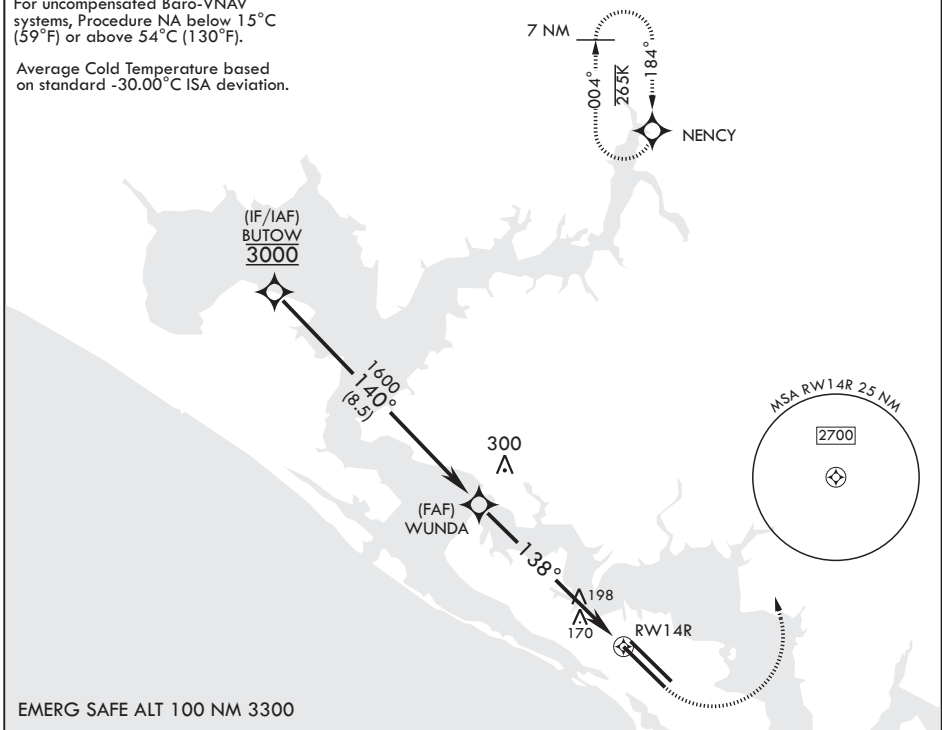 For uncompensated Baro-VNAV
systems, Procedure NA below 15°C
(59°F) or above 54°C (130°F).
Average Cold Temperature based
on standard -30.00°C ISA deviation.
7 NM
004°
265K
184°
NENCY
(IF/IAF)
BUTOW
3000
1600
140°
(8.5)
MSA RW14R 25 NM
2700
300
(FAF)
WUNDA
138°
198
170
RW14R
EMERG SAFE ALT 100 NM 3300